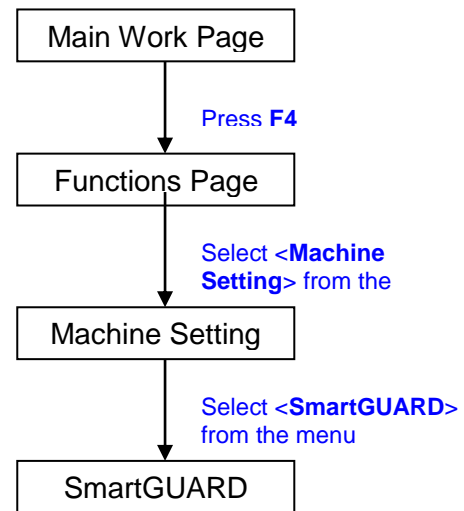 Main Work Page
Press F4
Functions Page
Select <Machine
Setting> from the
Machine Setting
Select <SmartGUARD>
from the menu
SmartGUARD